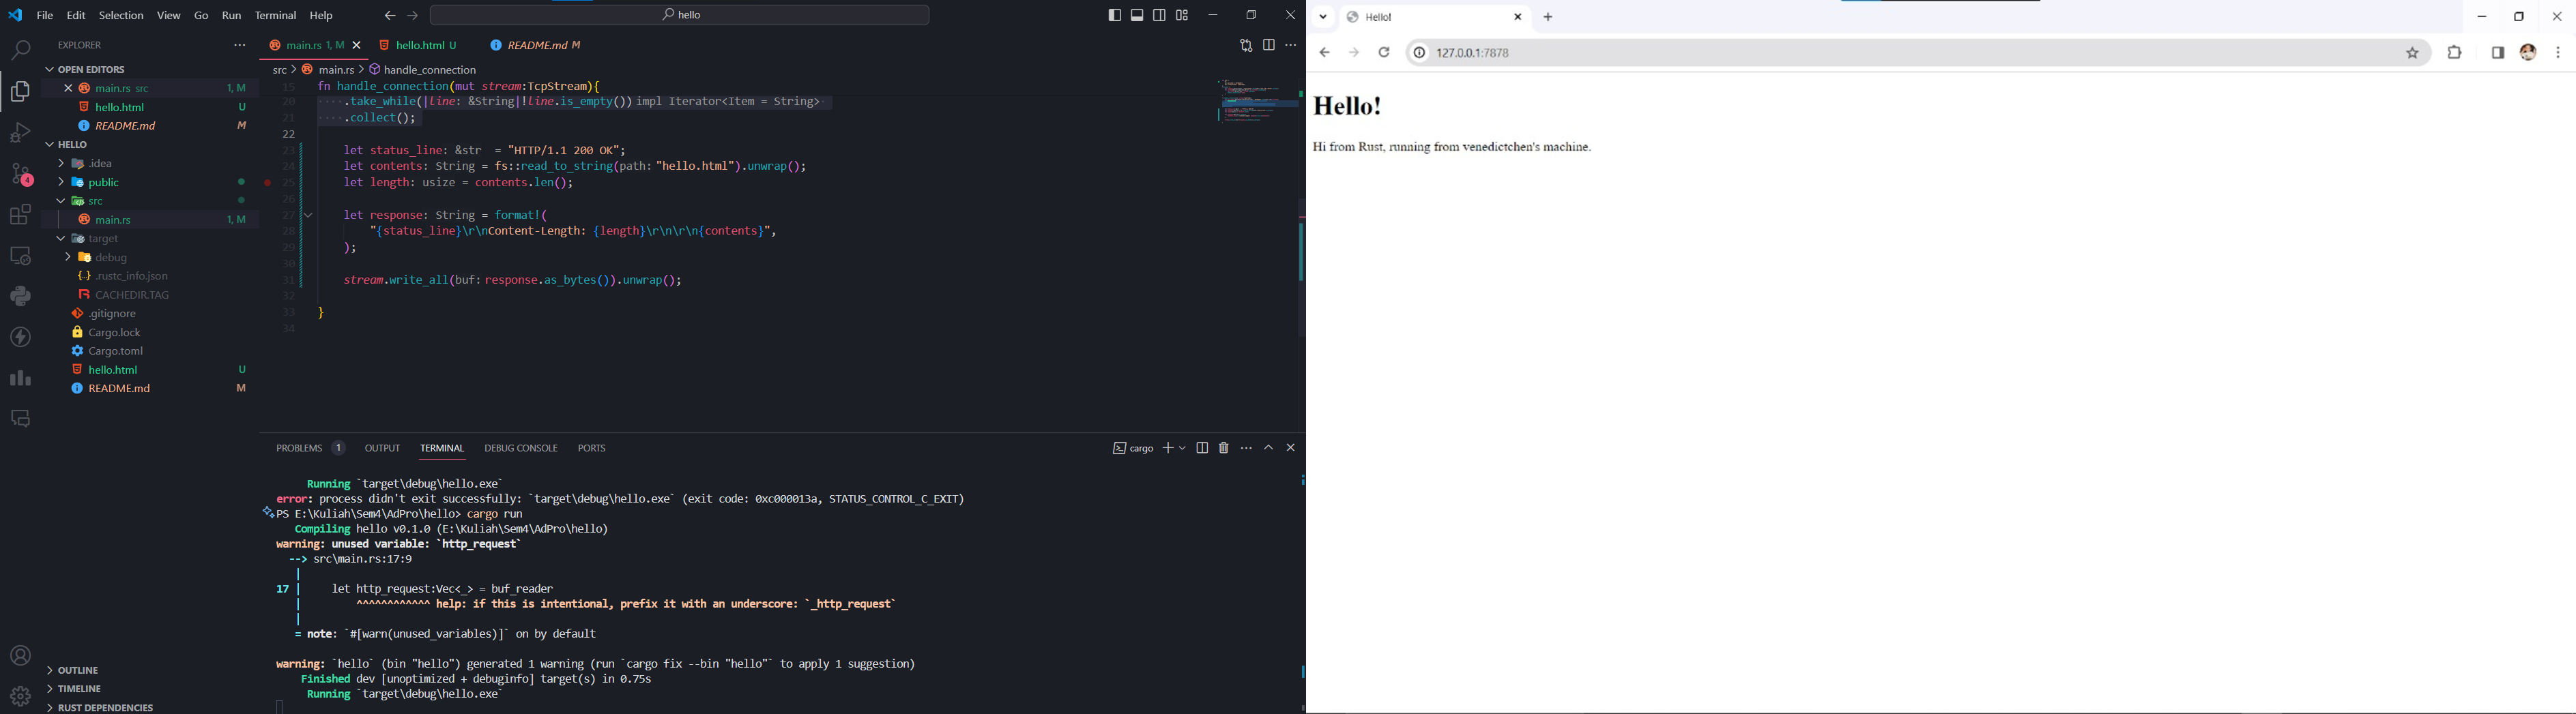 File Edit Selection View Go Run Terminal Help
hello
EXPLORER
OPEN EDITORS
main.rs src 1, M
hello.html U
README.md M
HELLO
.idea
public
src
main.rs 1, M
target
debug
.rustc_info.json
CACHEDIR.TAG
.gitignore
Cargo.lock
Cargo.toml
hello.html U
README.md M
OUTLINE
TIMELINE
RUST DEPENDENCIES
4
main.rs 1, M hello.html U README.md M
src > main.rs > handle_connection
15 fn handle_connection(mut stream:TcpStream){
20 .take_while(|line: &String|!line.is_empty()) impl Iterator<Item = String>
21 .collect();
22
23 let status_line: &str = "HTTP/1.1 200 OK";
24 let contents: String = fs::read_to_string(path: "hello.html").unwrap();
25 let length: usize = contents.len();
26
27 let response: String = format!(
28 "{status_line}\r\nContent-Length: {length}\r\n\r\n{contents}",
29 );
30
31 stream.write_all(buf: response.as_bytes()).unwrap();
32
33 }
34
PROBLEMS 1 OUTPUT TERMINAL DEBUG CONSOLE PORTS
cargo
Running `target\debug\hello.exe`
error: process didn't exit successfully: `target\debug\hello.exe` (exit code: 0xc000013a, STATUS_CONTROL_C_EXIT)
PS E:\Kuliah\Sem4\AdPro\hello> cargo run
Compiling hello v0.1.0 (E:\Kuliah\Sem4\AdPro\hello)
warning: unused variable: `http_request`
--> src\main.rs:17:9
|
17 | let http_request:Vec<_> = buf_reader
| ^^^^^^^^^^^^ help: if this is intentional, prefix it with an underscore: `_http_request`
|
= note: `#[warn(unused_variables)]` on by default
warning: `hello` (bin "hello") generated 1 warning (run `cargo fix --bin "hello"` to apply 1 suggestion)
Finished dev [unoptimized + debuginfo] target(s) in 0.75s
Running `target\debug\hello.exe`
Hello!
127.0.0.1:7878
Hello!
Hi from Rust, running from venedictchen's machine.